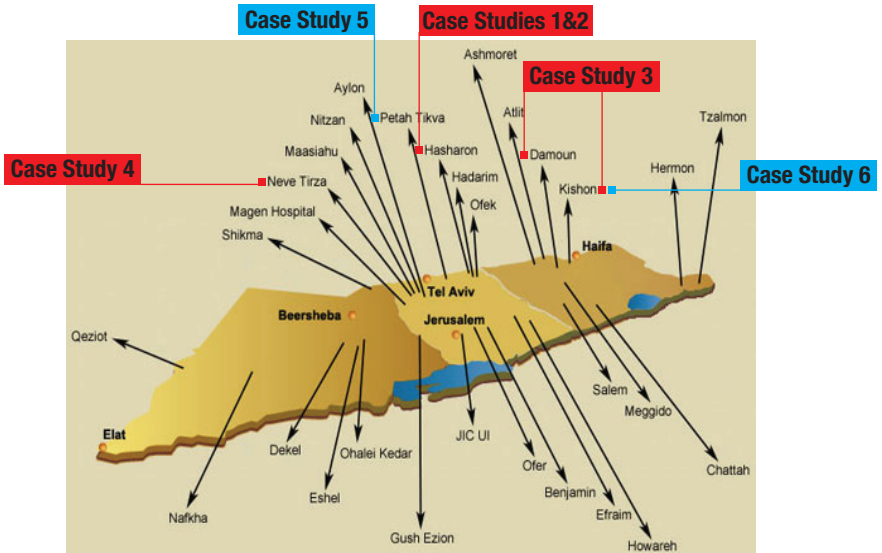 Case Study 5
Case Studies 1&2
Ashmoret
Case Study 3
Aylon
Atlit
Tzalmon
Nitzan
Petah Tikva
Maasiahu
Hasharon
Damoun
Hermon
Case Study 4
Neve Tirza
Hadarim
Kishon
Case Study 6
Magen Hospital
Ofek
Shikma
Haifa
Tel Aviv
Beersheba
Jerusalem
Qeziot
Salem
Meggido
Elat
JIC UI
Dekel
Ohalei Kedar
Ofer
Chattah
Eshel
Benjamin
Nafkha
Efraim
Gush Ezion
Howareh